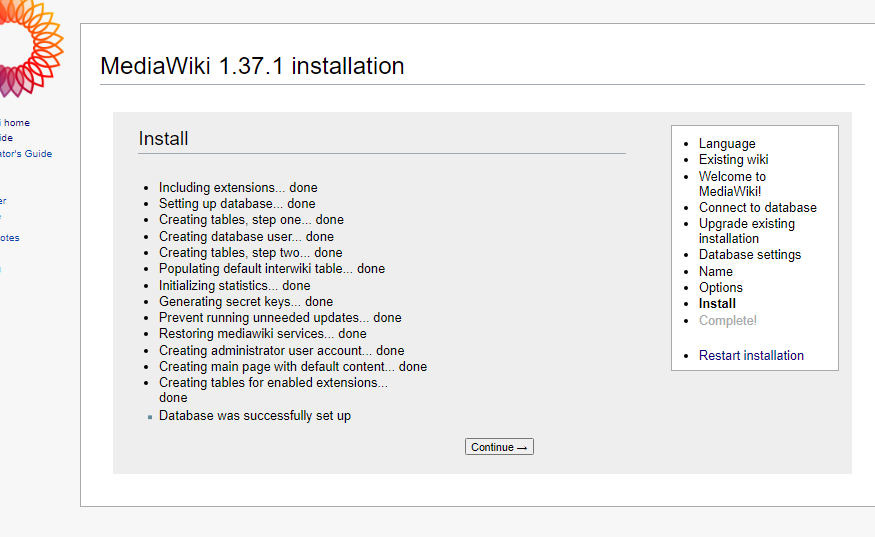 MediaWiki 1.37.1 installation
home
ator's Guide
otes
Install
Including extensions... done
Setting up database... done
Creating tables, step one... done
Creating database user... done
Creating tables, step two... done
Populating default interwiki table... done
Initializing statistics... done
Generating secret keys... done
Prevent running unneeded updates... done
Restoring mediawiki services... done
Creating administrator user account... done
Creating main page with default content... done
Creating tables for enabled extensions...
done
Database was successfully set up
Continue →
Language
Existing wiki
Welcome to
MediaWiki!
Connect to database
Upgrade existing
installation
Database settings
Name
Options
Install
Complete!
Restart installation